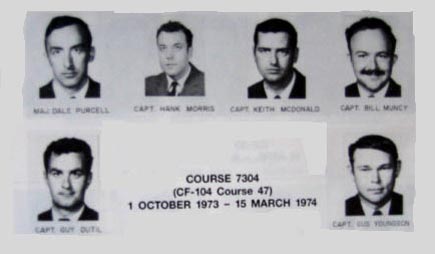 MAJ. DALE PURCELL
CAPT. HANK MORRIS
CAPT. KEITH MCDONALD
CAPT. BILL MUNCY
COURSE 7304
(CF-104 Course 47)
1 OCTOBER 1973 - 15 MARCH 1974
CAPT. GUY DUTIL
CAPT. GUS YOUNGSON